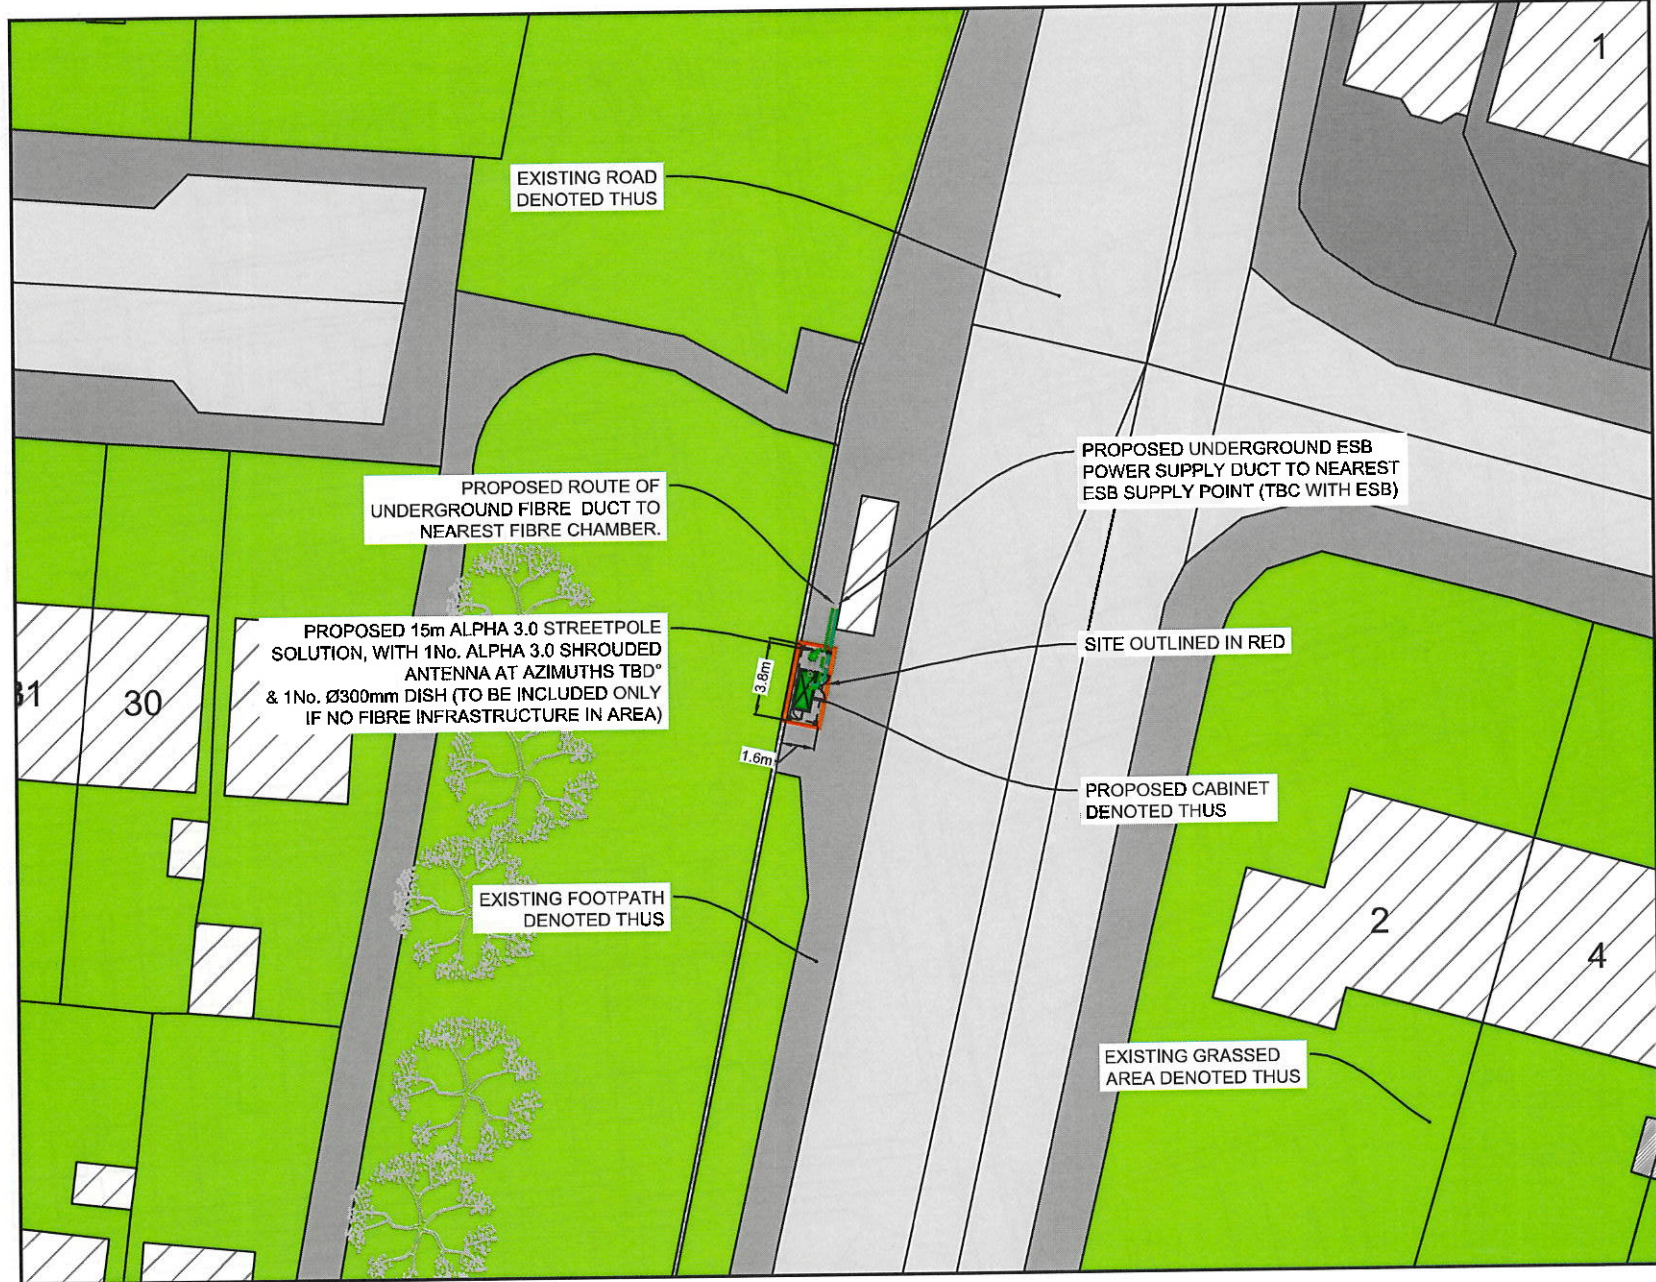 1
EXISTING ROAD
DENOTED THUS
PROPOSED UNDERGROUND ESB
POWER SUPPLY DUCT TO NEAREST
ESB SUPPLY POINT (TBC WITH ESB)
PROPOSED ROUTE OF
UNDERGROUND FIBRE DUCT TO
NEAREST FIBRE CHAMBER.
PROPOSED 15m ALPHA 3.0 STREETPOLE
SOLUTION, WITH 1No. ALPHA 3.0 SHROUDED
ANTENNA AT AZIMUTHS TBD°
& 1No. Ø300mm DISH (TO BE INCLUDED ONLY
IF NO FIBRE INFRASTRUCTURE IN AREA)
SITE OUTLINED IN RED
3.8m
31
30
1.6m
PROPOSED CABINET
DENOTED THUS
EXISTING FOOTPATH
DENOTED THUS
2
4
EXISTING GRASSED
AREA DENOTED THUS